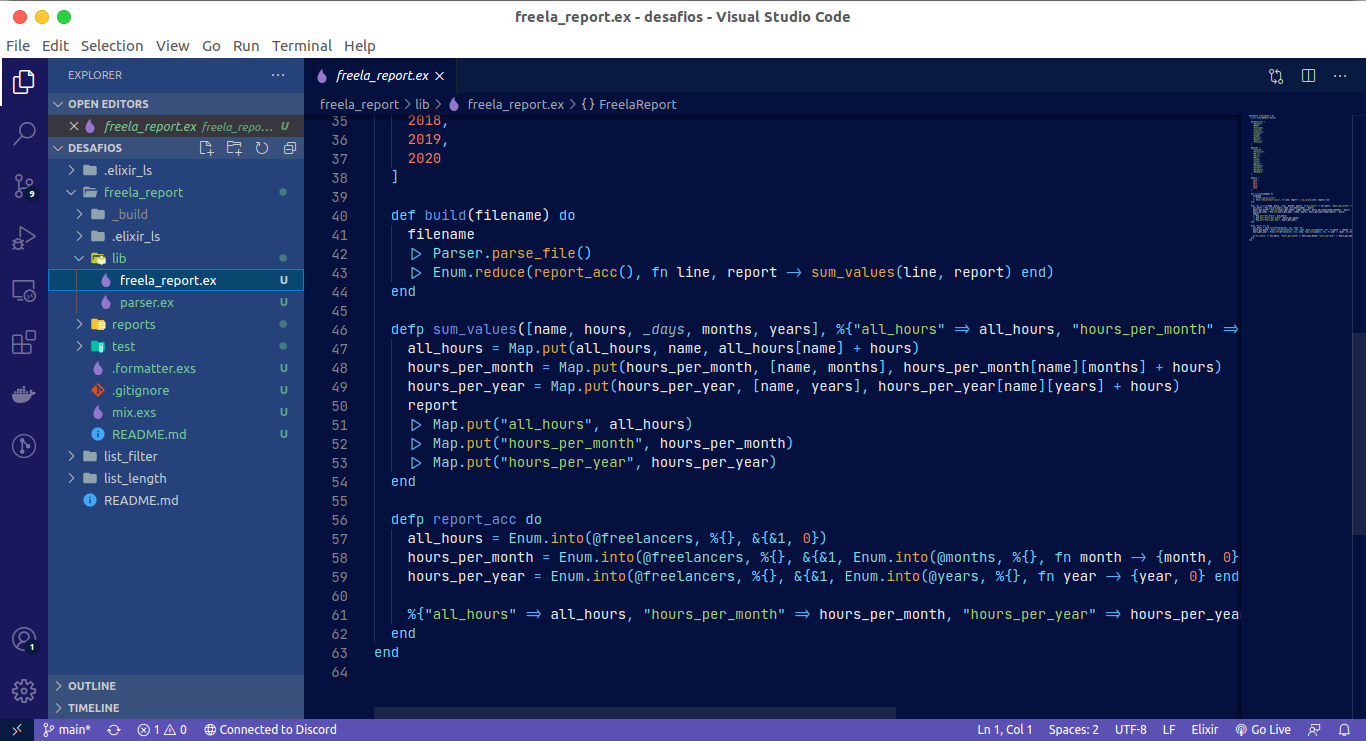 freela_report.ex - desafios - Visual Studio Code
File Edit Selection View Go Run Terminal Help
EXPLORER
OPEN EDITORS
freela_report.ex freela_repo... U
DESAFIOS
.elixir_ls
freela_report
_build
.elixir_ls
lib
freela_report.ex U
parser.ex U
reports
test
.formatter.exs U
.gitignore U
mix.exs U
README.md U
list_filter
list_length
README.md
OUTLINE
TIMELINE
9
1
freela_report.ex
freela_report > lib > freela_report.ex > {} FreelaReport
35 2018,
36 2019,
37 2020
38 ]
39
40 def build(filename) do
41 filename
42 |> Parser.parse_file()
43 |> Enum.reduce(report_acc(), fn line, report -> sum_values(line, report) end)
44 end
45
46 defp sum_values([name, hours, _days, months, years], %{"all_hours" => all_hours, "hours_per_month" =>
47 all_hours = Map.put(all_hours, name, all_hours[name] + hours)
48 hours_per_month = Map.put(hours_per_month, [name, months], hours_per_month[name][months] + hours)
49 hours_per_year = Map.put(hours_per_year, [name, years], hours_per_year[name][years] + hours)
50 report
51 |> Map.put("all_hours", all_hours)
52 |> Map.put("hours_per_month", hours_per_month)
53 |> Map.put("hours_per_year", hours_per_year)
54 end
55
56 defp report_acc do
57 all_hours = Enum.into(@freelancers, %{}, &{&1, 0})
58 hours_per_month = Enum.into(@freelancers, %{}, &{&1, Enum.into(@months, %{}, fn month -> {month, 0}
59 hours_per_year = Enum.into(@freelancers, %{}, &{&1, Enum.into(@years, %{}, fn year -> {year, 0} end
60
61 %{"all_hours" => all_hours, "hours_per_month" => hours_per_month, "hours_per_year" => hours_per_yea
62 end
63 end
64
main* 1 0 Connected to Discord Ln 1, Col 1 Spaces: 2 UTF-8 LF Elixir Go Live